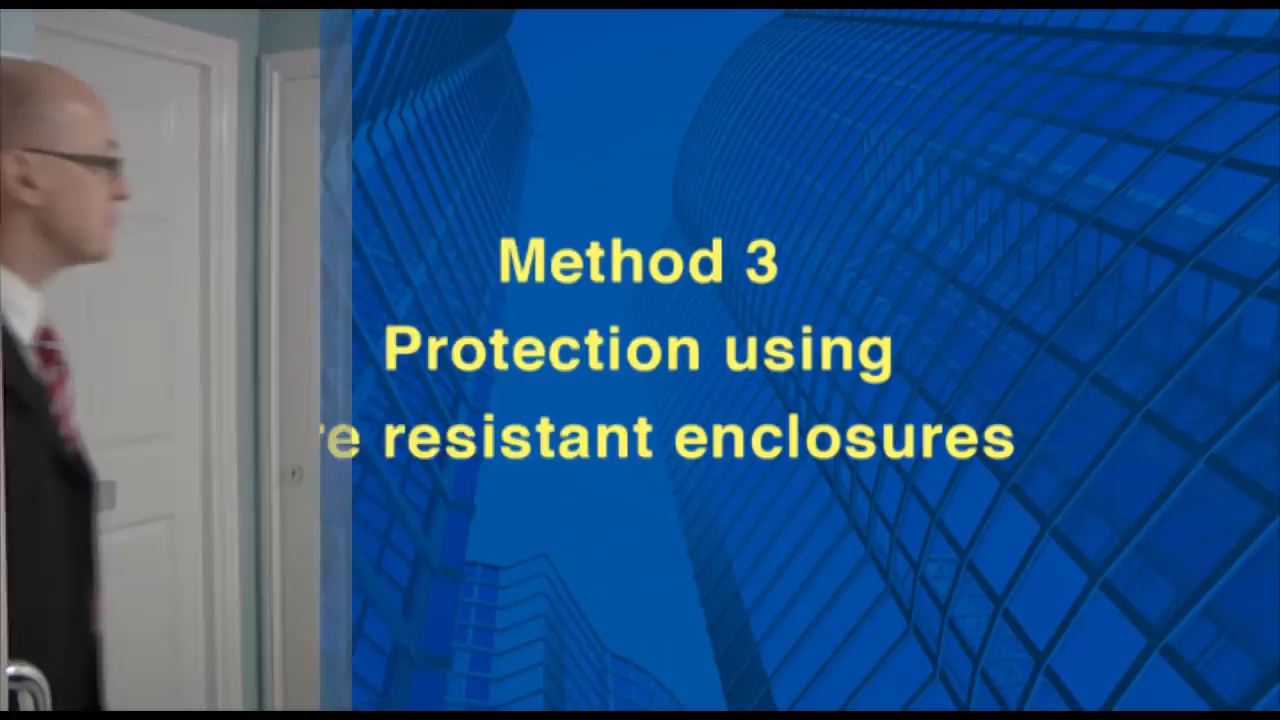 Method 3
Protection using
re resistant enclosures